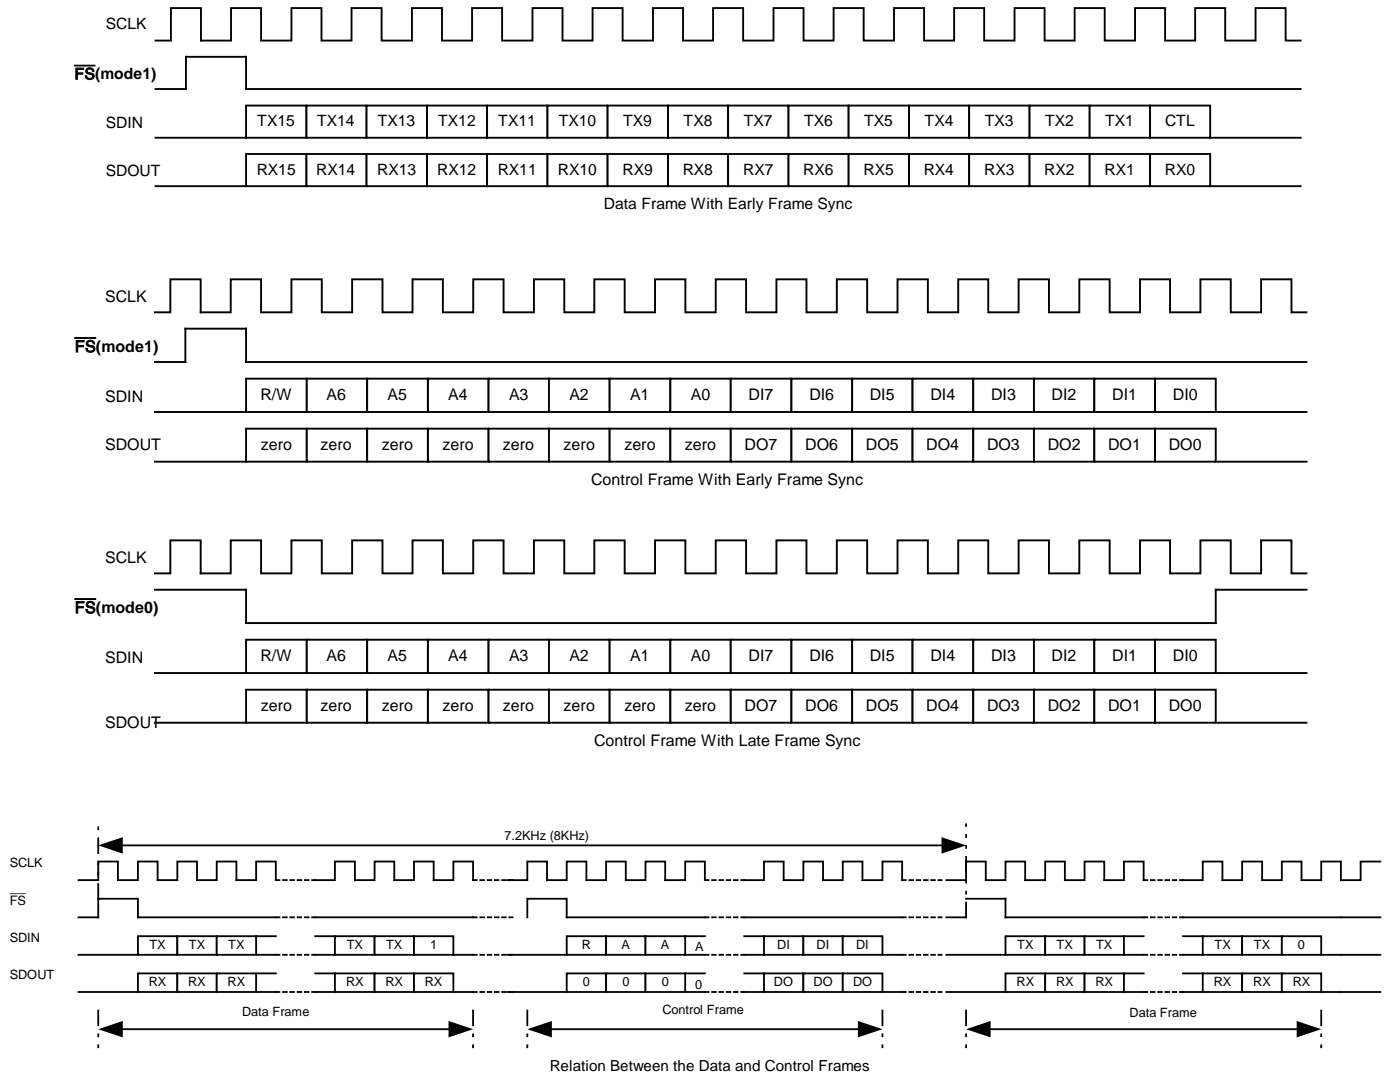 SCLK
FS(mode1)
SDIN TX15 TX14 TX13 TX12 TX11 TX10 TX9 TX8 TX7 TX6 TX5 TX4 TX3 TX2 TX1 CTL
SDOUT RX15 RX14 RX13 RX12 RX11 RX10 RX9 RX8 RX7 RX6 RX5 RX4 RX3 RX2 RX1 RX0
Data Frame With Early Frame Sync
SCLK
FS(mode1)
SDIN R/W A6 A5 A4 A3 A2 A1 A0 DI7 DI6 DI5 DI4 DI3 DI2 DI1 DI0
SDOUT zero zero zero zero zero zero zero zero DO7 DO6 DO5 DO4 DO3 DO2 DO1 DO0
Control Frame With Early Frame Sync
SCLK
FS(mode0)
SDIN R/W A6 A5 A4 A3 A2 A1 A0 DI7 DI6 DI5 DI4 DI3 DI2 DI1 DI0
SDOUT zero zero zero zero zero zero zero zero DO7 DO6 DO5 DO4 DO3 DO2 DO1 DO0
Control Frame With Late Frame Sync
7.2KHz (8KHz)
SCLK
FS
SDIN TX TX TX TX TX 1 R A A A DI DI DI TX TX TX TX TX 0
SDOUT RX RX RX RX RX RX 0 0 0 0 DO DO DO RX RX RX RX RX RX
Data Frame Control Frame Data Frame
Relation Between the Data and Control Frames